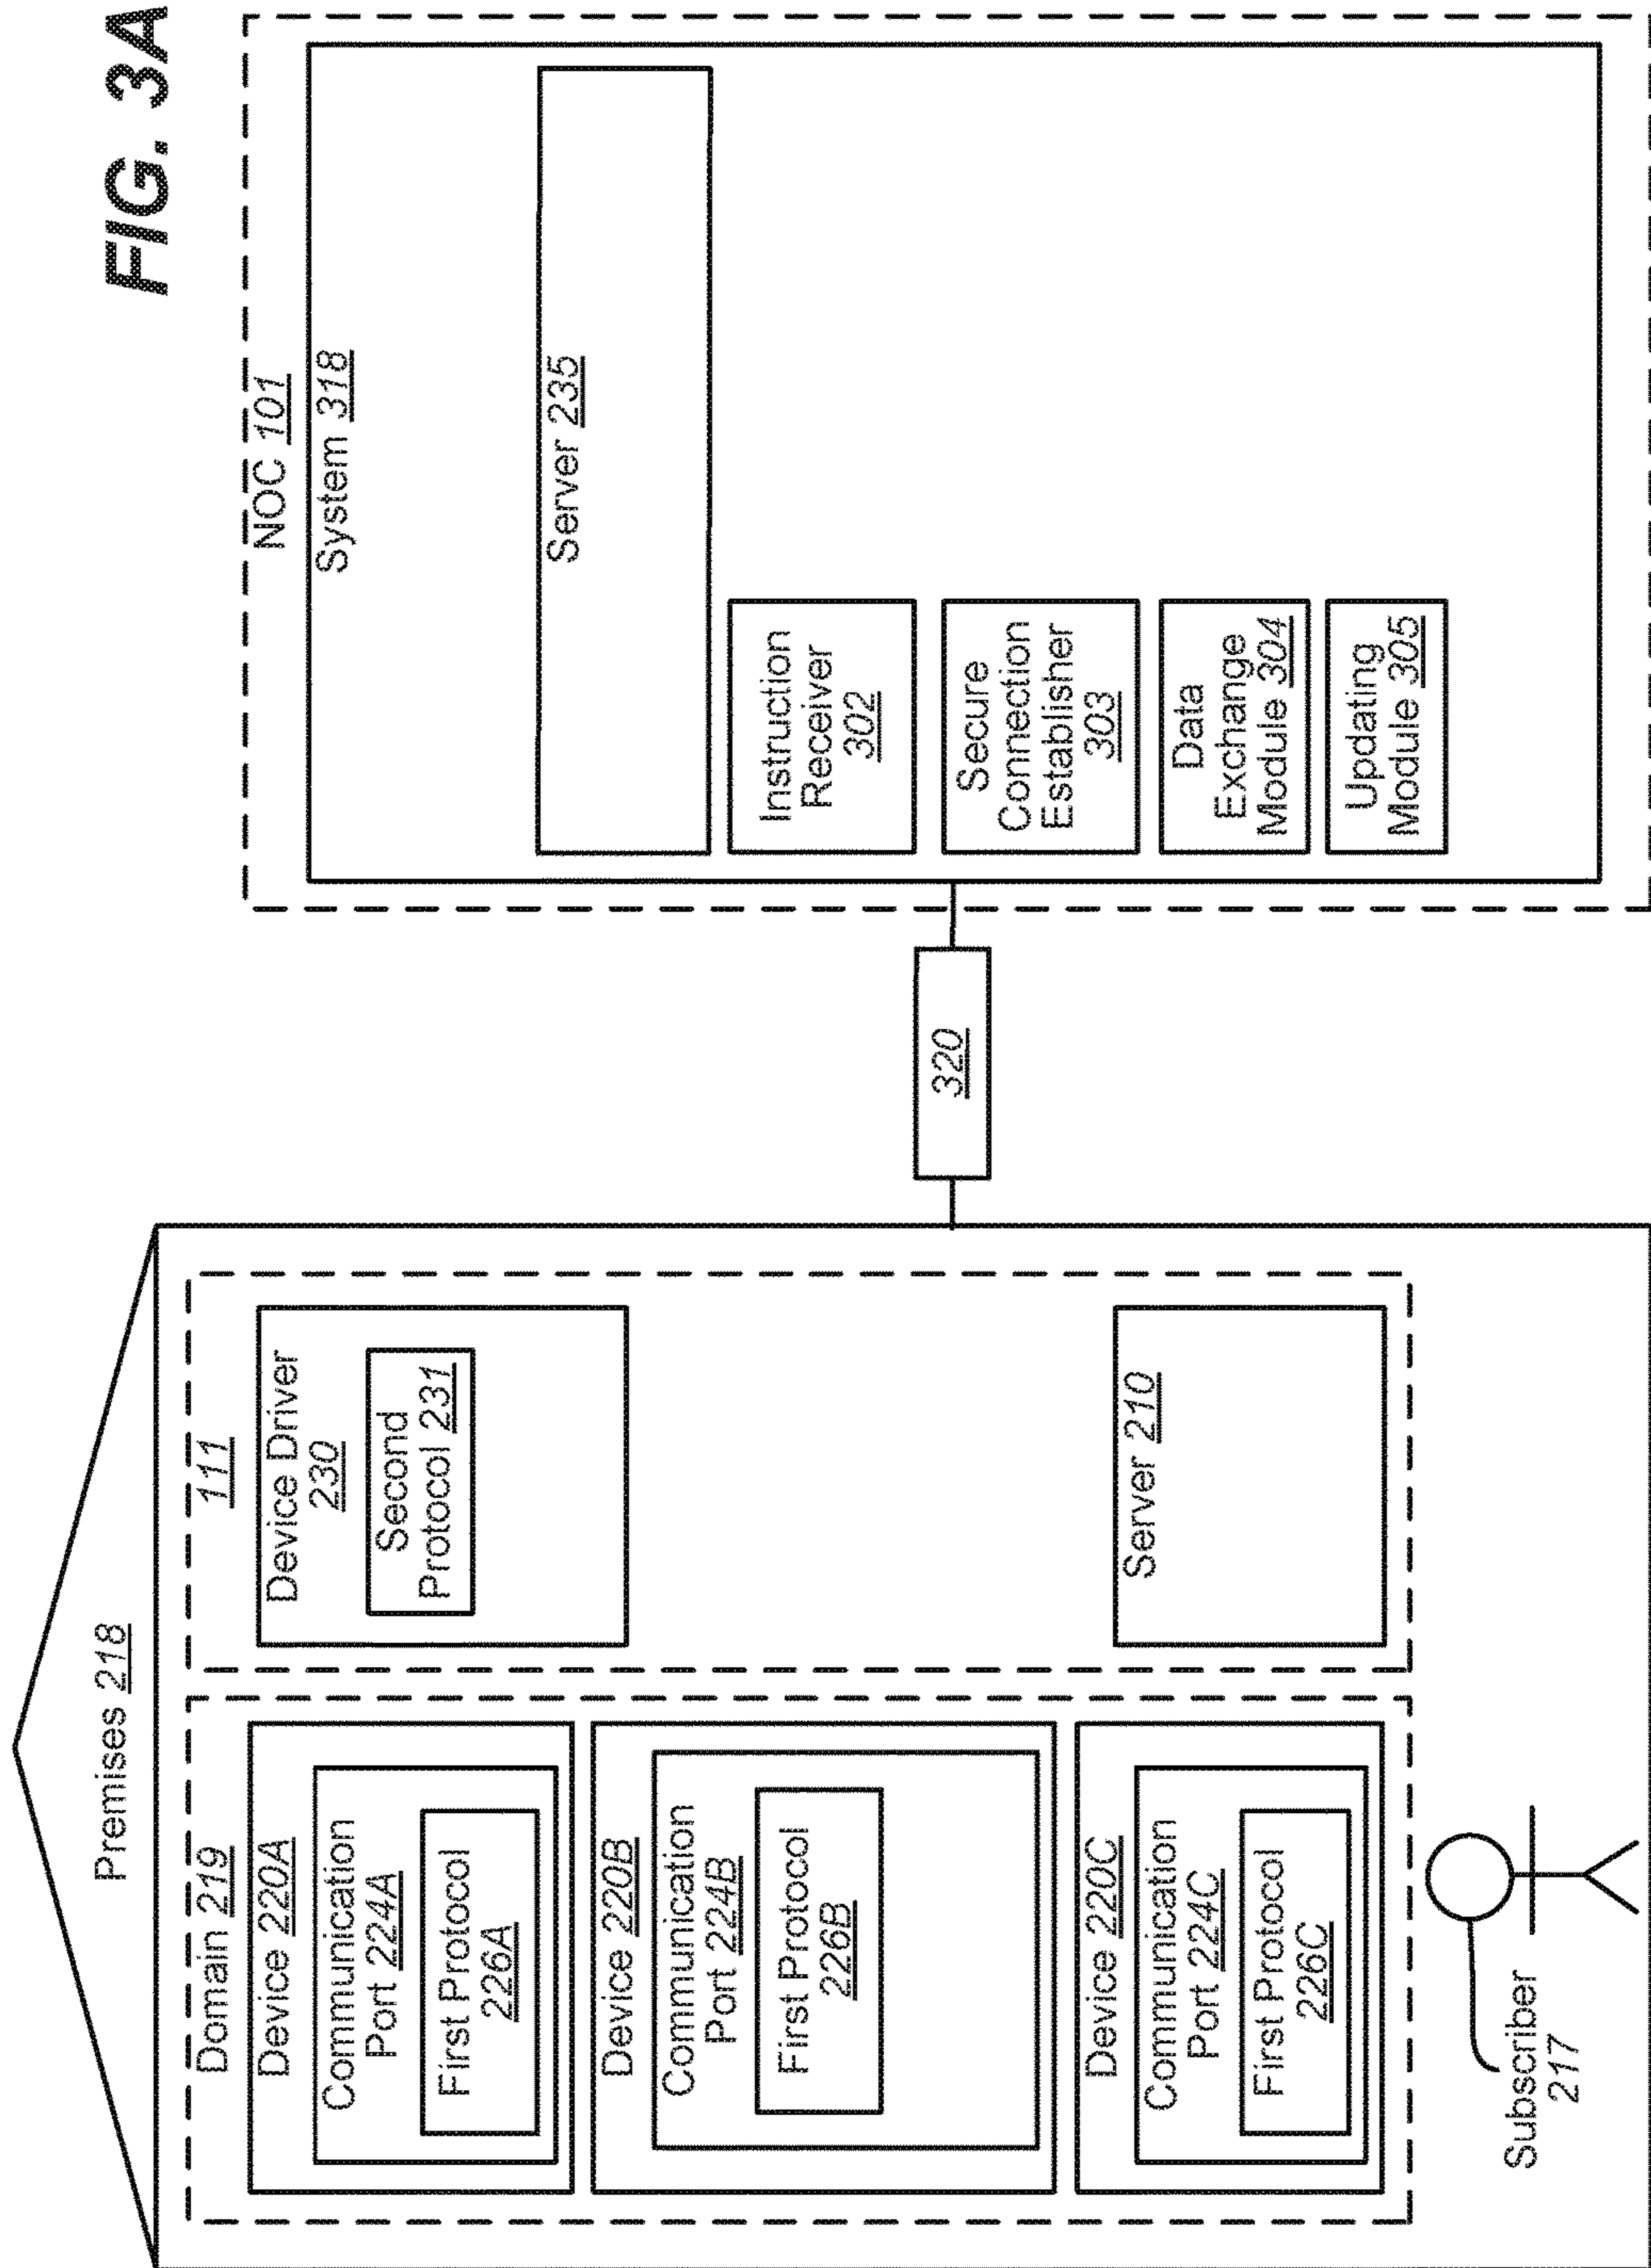 FIG. 3A
Premises 218
Domain 219
Device 220A
Communication
Port 224A
First Protocol
226A
Device 220B
Communication
Port 224B
First Protocol
226B
Device 220C
Communication
Port 224C
First Protocol
226C
Subscriber
217
111
Device Driver
230
Second
Protocol 231
Server 210
320
NOC 101
System 318
Server 235
Instruction
Receiver
302
Secure
Connection
Establisher
303
Data
Exchange
Module 304
Updating
Module 305